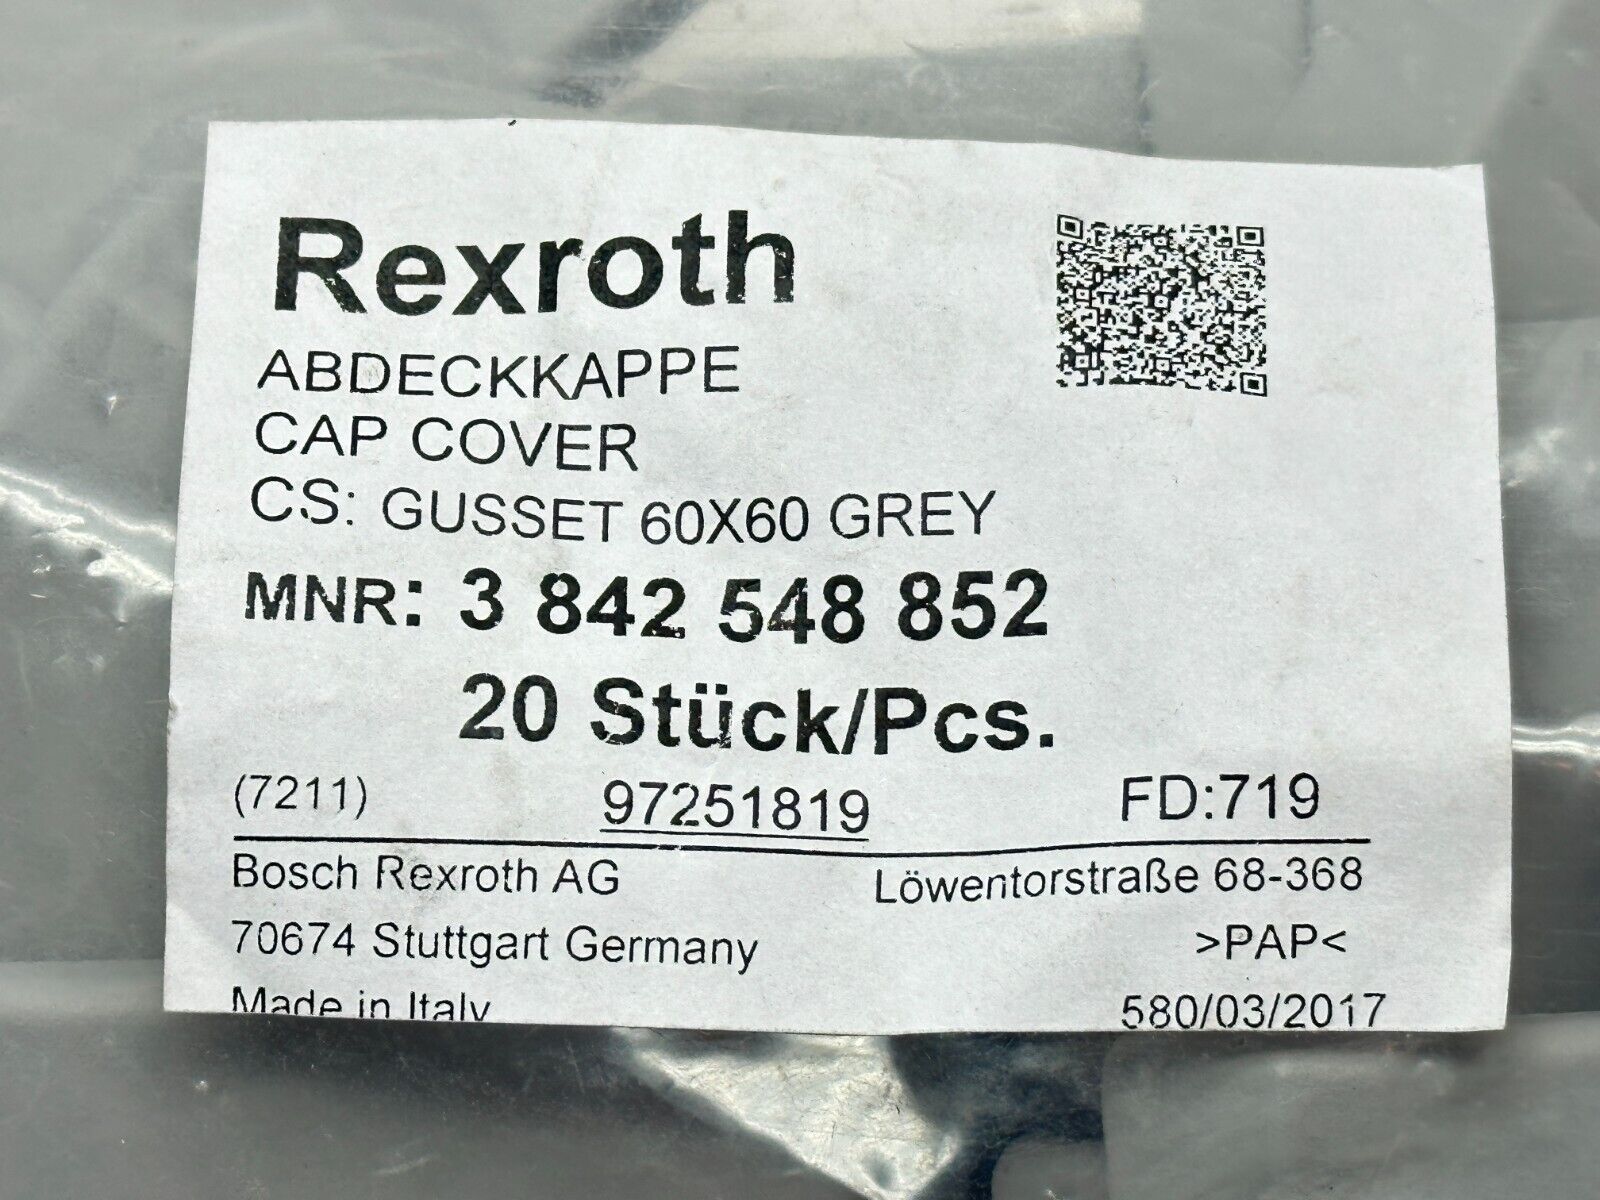 Rexroth
ABDECKKAPPE
CAP COVER
CS: GUSSET 60X60 GREY
MNR: 3 842 548 852
20 Stück/Pcs.
(7211) 97251819 FD:719
Bosch Rexroth AG Löwentorstraße 68-368
70674 Stuttgart Germany >PAP<
Made in Italy 580/03/2017